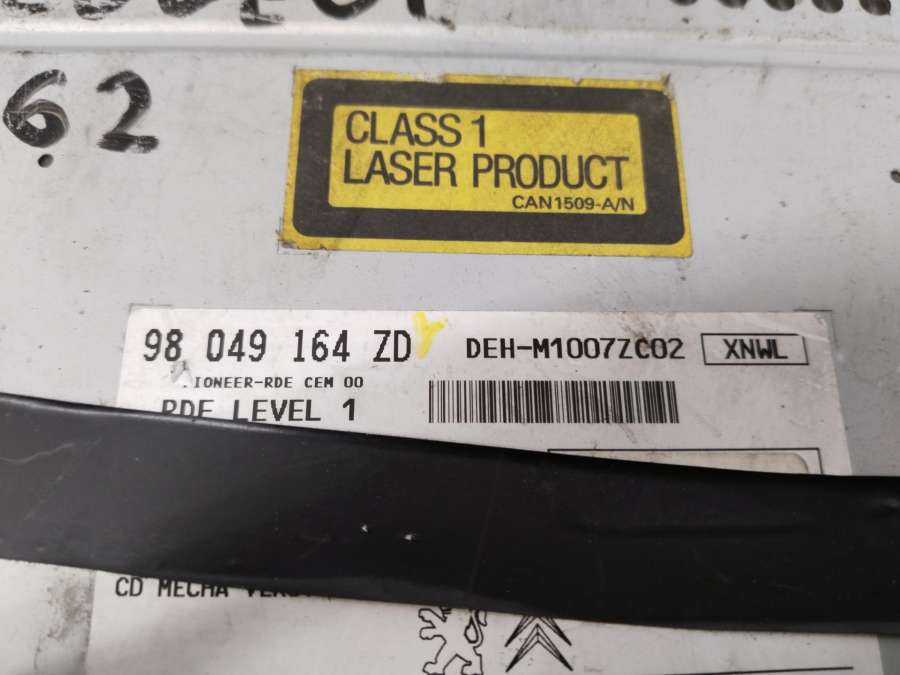 62
CLASS 1
LASER PRODUCT
CAN1509-A/N
98 049 164 ZD DEH-M1007ZC02 XNWL
IONEER-RDE CEM 00
RDE LEVEL 1
CD MECHA